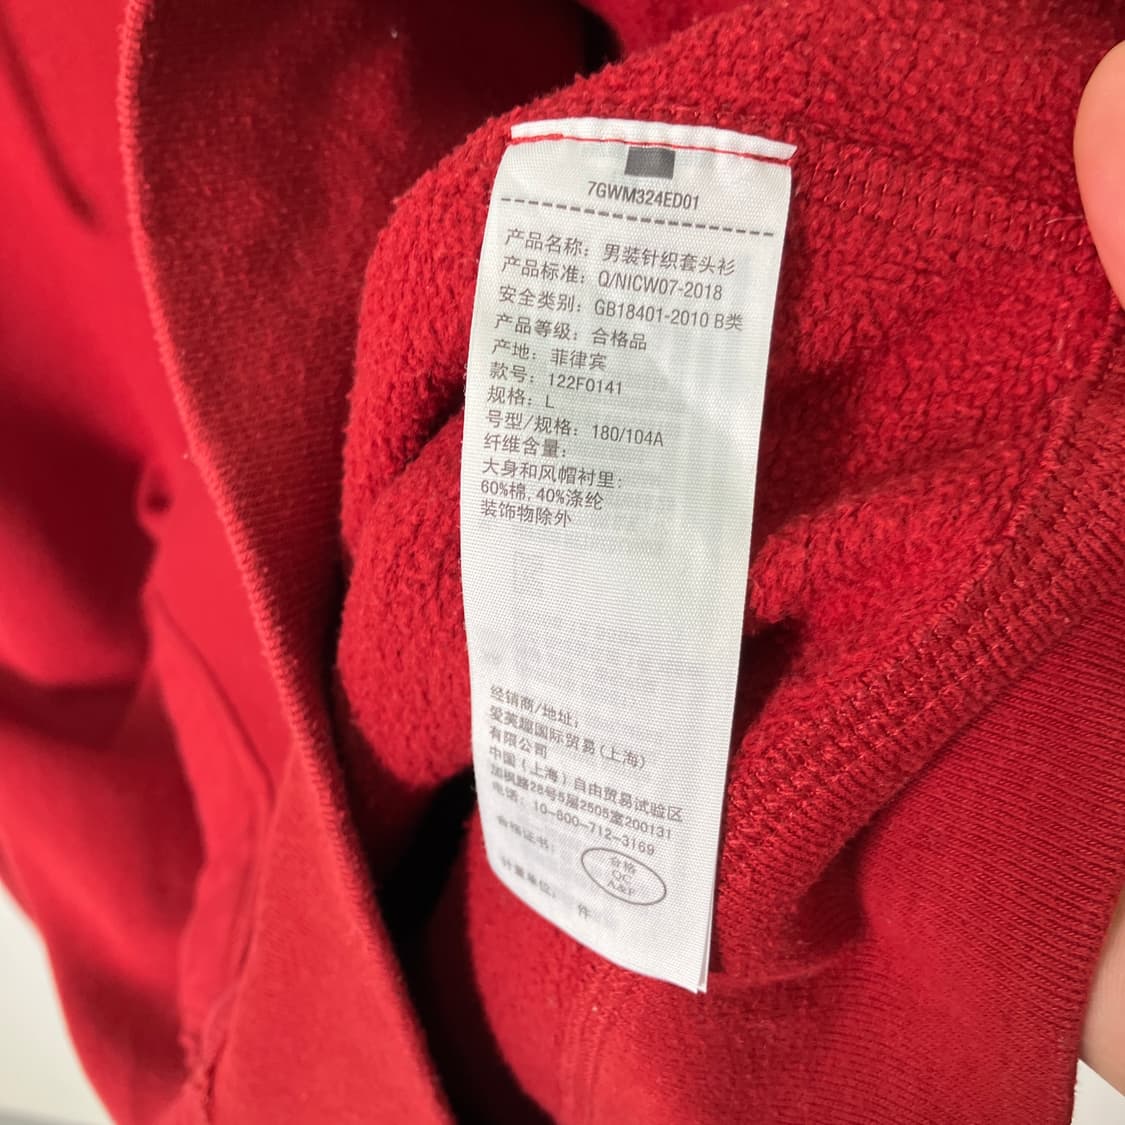 7GWM324ED01
产品名称：男装针织套头衫
产品标准：Q/NICW07-2018
安全类别：GB18401-2010 B类
产品等级：合格品
产地：菲律宾
款号：122F0141
规格：L
号型/规格：180/104A
纤维含量：
大身和风帽衬里：
60%棉,40%涤纶
装饰物除外
经销商/地址：
爱芙趣国际贸易(上海)
有限公司
中国(上海)自由贸易试验区
加枫路28号5层2505室200131
电话：10-800-712-3169
合格证书：
合格
QC
A&F
计量单位：件